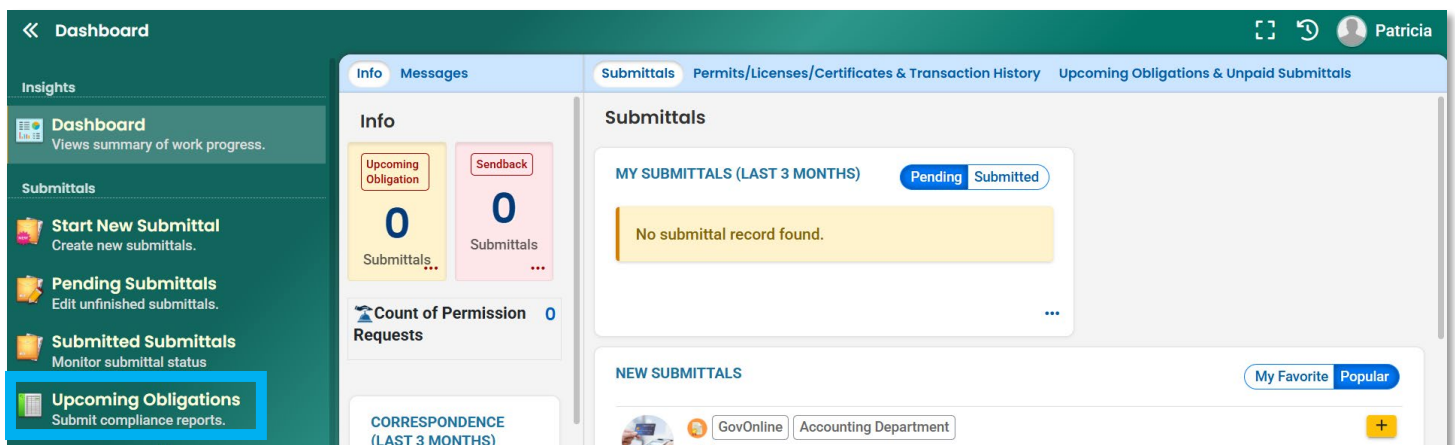 Dashboard
Patricia
Insights
Dashboard
Views summary of work progress.
Submittals
Start New Submittal
Create new submittals.
Pending Submittals
Edit unfinished submittals.
Submitted Submittals
Monitor submittal status
Upcoming Obligations
Submit compliance reports.
Info Messages
Info
Upcoming
Obligation
0
Submittals
Sendback
0
Submittals
Count of Permission 0
Requests
CORRESPONDENCE
(LAST 3 MONTHS)
Submittals Permits/Licenses/Certificates & Transaction History Upcoming Obligations & Unpaid Submittals
Submittals
MY SUBMITTALS (LAST 3 MONTHS) Pending Submitted
No submittal record found.
NEW SUBMITTALS My Favorite Popular
GovOnline Accounting Department +